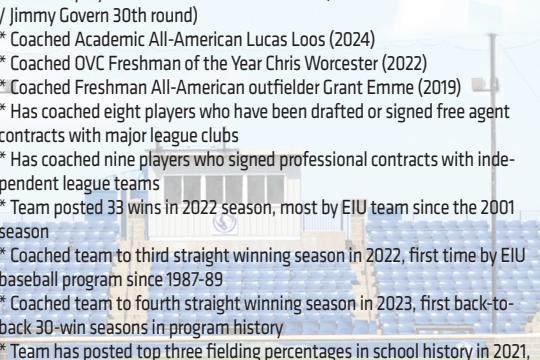 / Jimmy Govern 30th round)
* Coached Academic All-American Lucas Loos (2024)
* Coached OVC Freshman of the Year Chris Worcester (2022)
* Coached Freshman All-American outfielder Grant Emme (2019)
* Has coached eight players who have been drafted or signed free agent
contracts with major league clubs
* Has coached nine players who signed professional contracts with inde-
pendent league teams
* Team posted 33 wins in 2022 season, most by EIU team since the 2001
season
* Coached team to third straight winning season in 2022, first time by EIU
baseball program since 1987-89
* Coached team to fourth straight winning season in 2023, first back-to-
back 30-win seasons in program history
* Team has posted top three fielding percentages in school history in 2021,